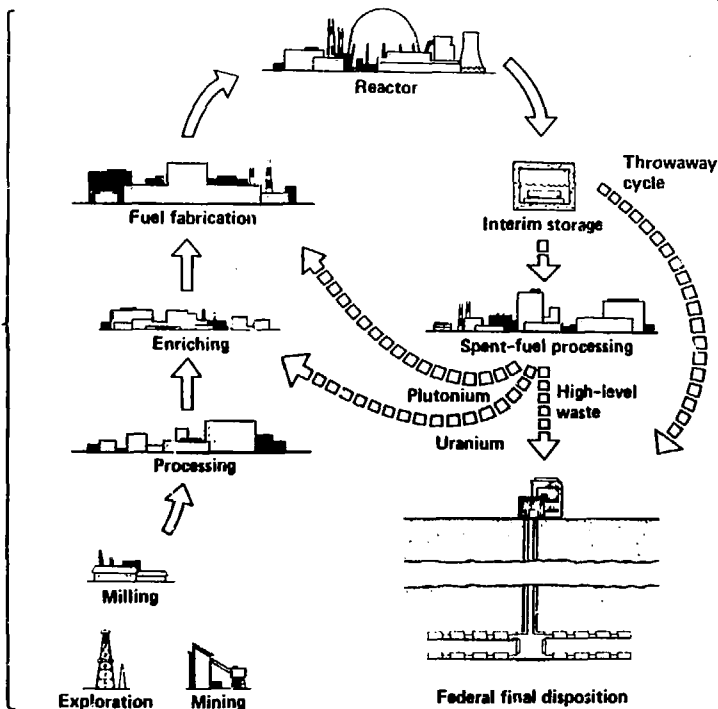 Reactor
Throwaway
cycle
Fuel fabrication
Interim storage
Enriching
Spent-fuel processing
Plutonium
High-level
waste
Uranium
Processing
Milling
Exploration
Mining
Federal final disposition